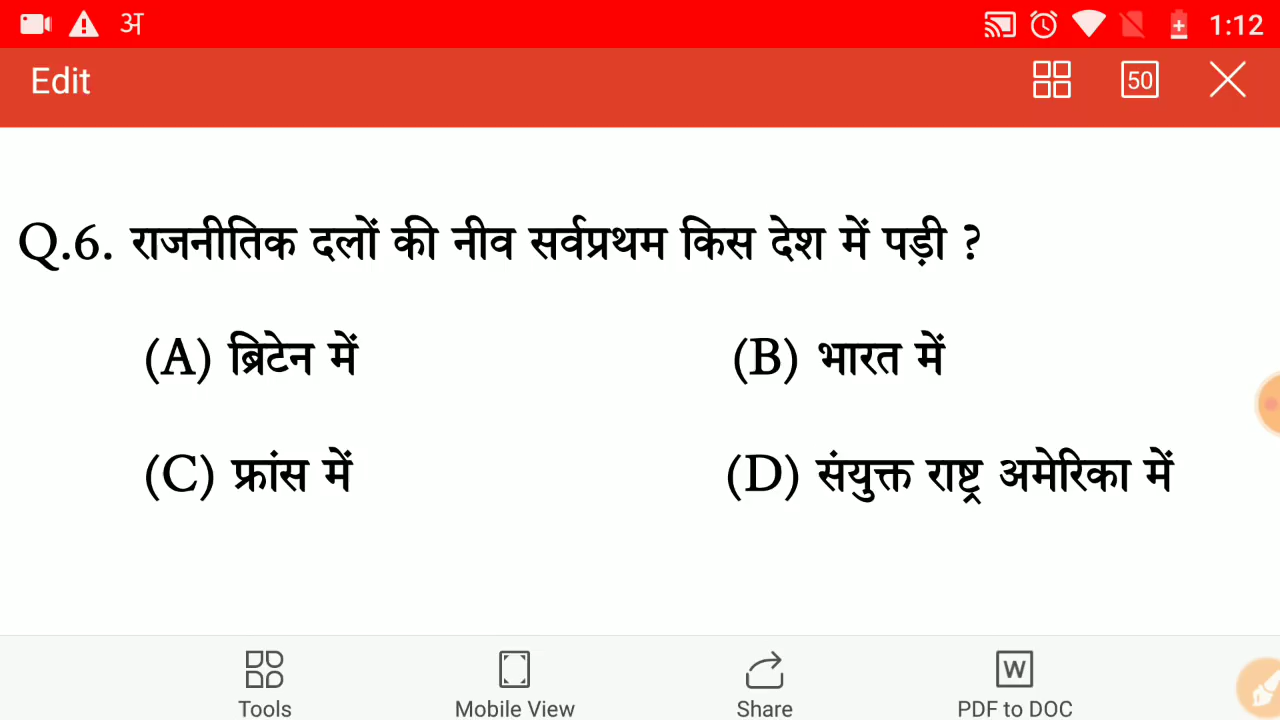 अ 1:12
Edit 50
Q.6. राजनीतिक दलों की नीव सर्वप्रथम किस देश में पड़ी ?
(A) ब्रिटेन में (B) भारत में
(C) फ्रांस में (D) संयुक्त राष्ट्र अमेरिका में
W
Tools Mobile View Share PDF to DOC